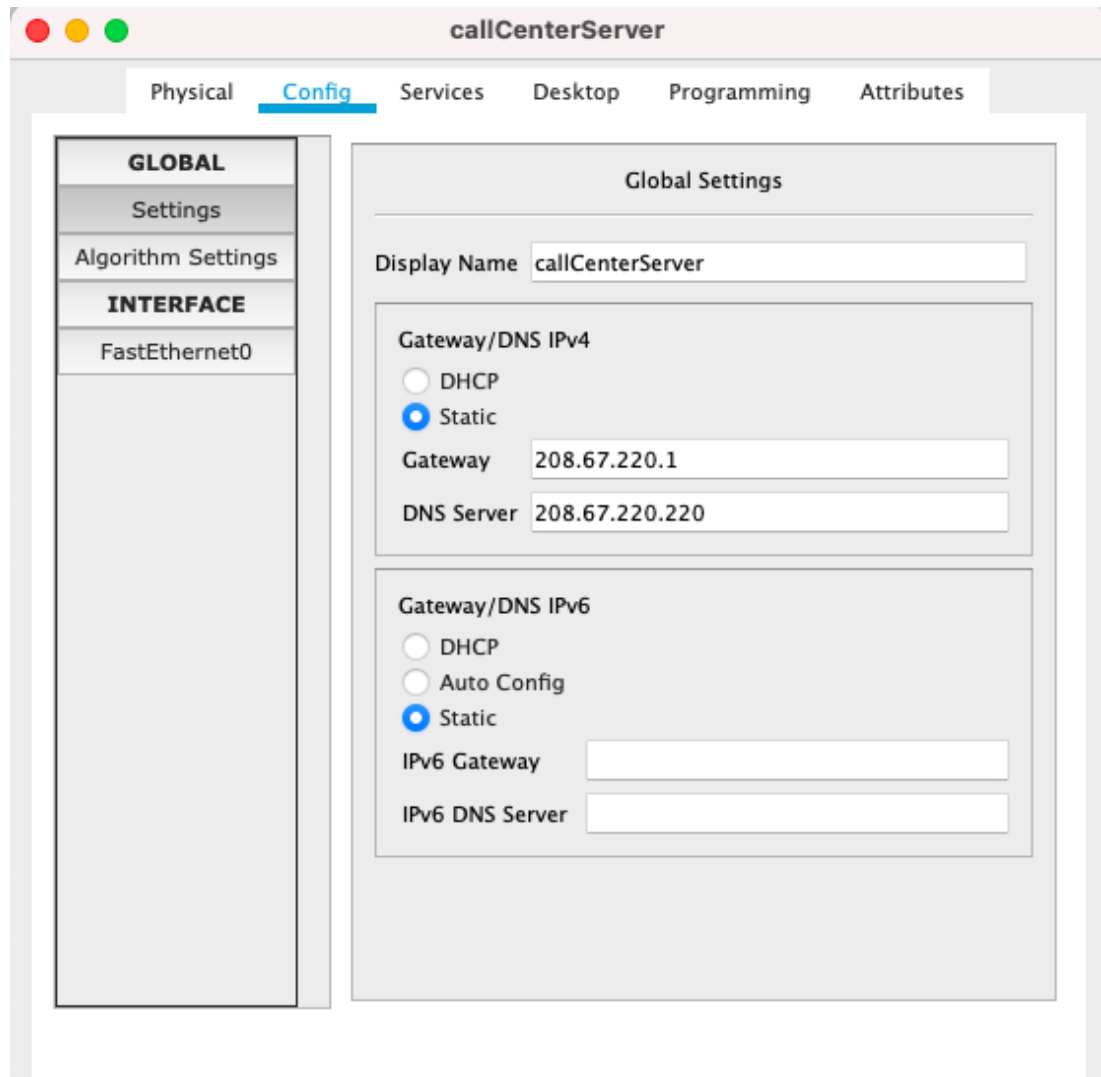 callCenterServer
Physical Config Services Desktop Programming Attributes
GLOBAL
Settings
Algorithm Settings
INTERFACE
FastEthernet0
Global Settings
Display Name callCenterServer
Gateway/DNS IPv4
DHCP
Static
Gateway 208.67.220.1
DNS Server 208.67.220.220
Gateway/DNS IPv6
DHCP
Auto Config
Static
IPv6 Gateway
IPv6 DNS Server